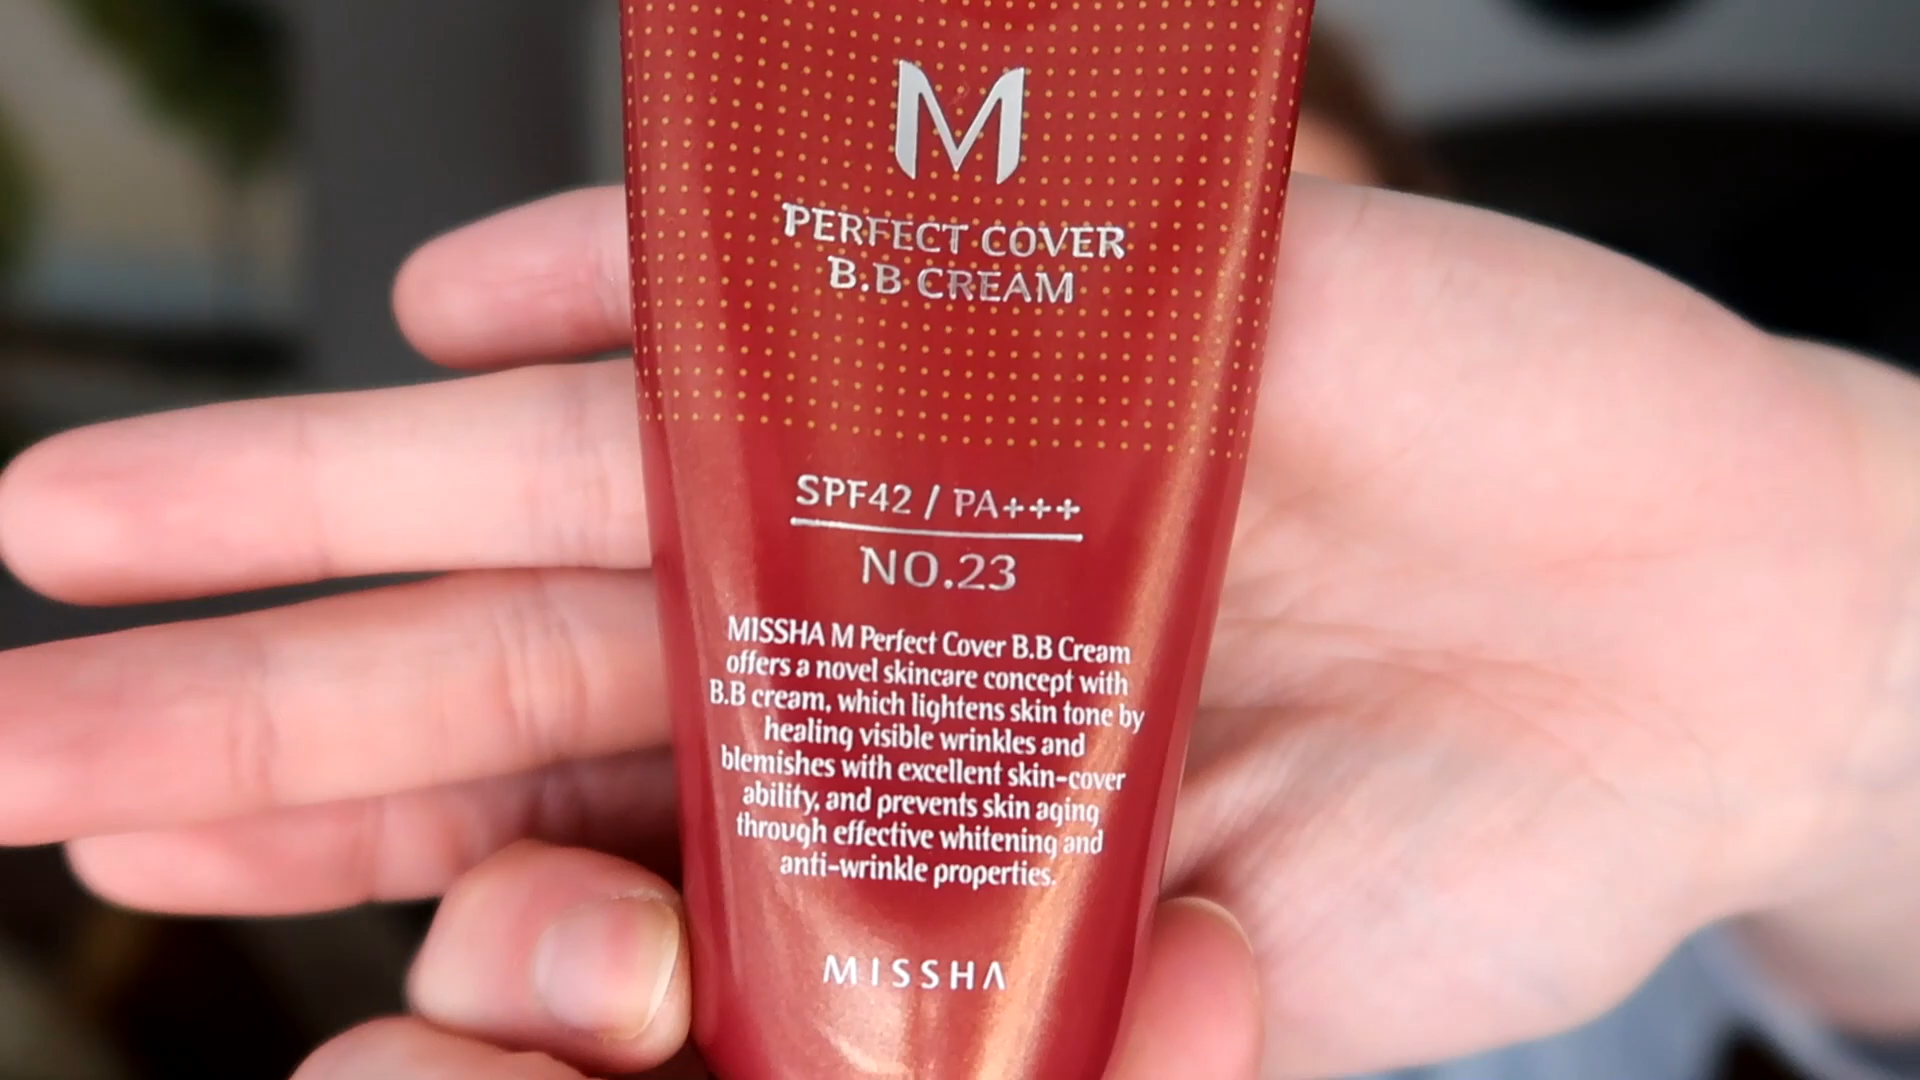 M
PERFECT COVER
B.B CREAM
SPF42 / PA+++
NO.23
MISSHA M Perfect Cover B.B Cream
offers a novel skincare concept with
B.B cream, which lightens skin tone by
healing visible wrinkles and
blemishes with excellent skin-cover
ability, and prevents skin aging
through effective whitening and
anti-wrinkle properties.
MISSHA